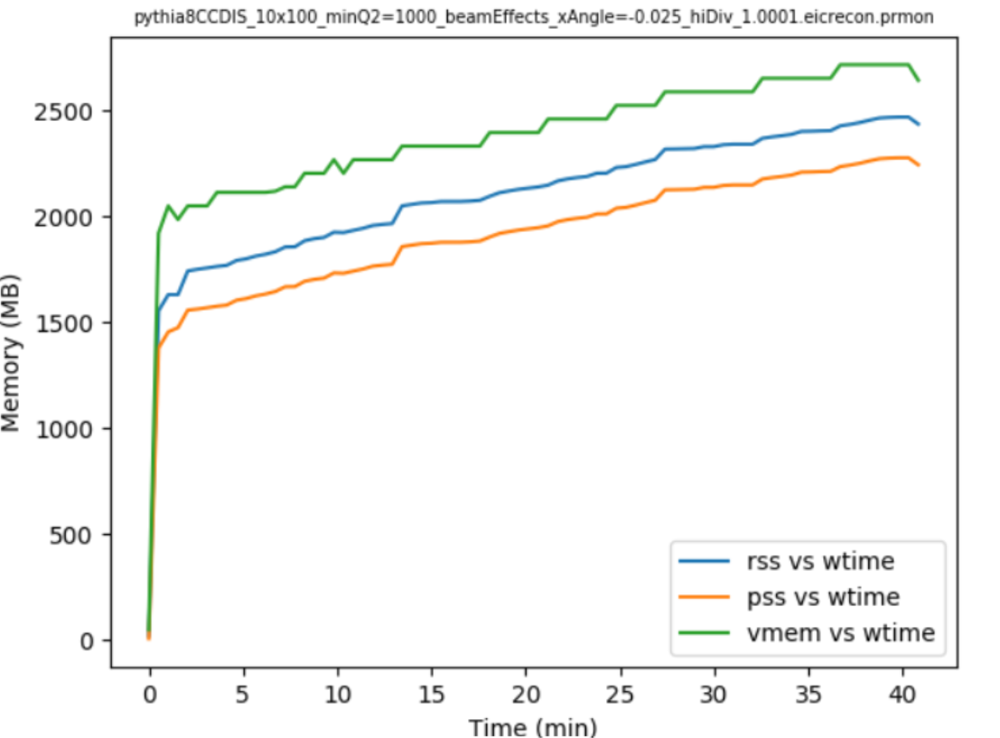 pythia8CCDIS_10x100_minQ2=1000_beamEffects_xAngle=-0.025_hiDiv_1.0001.eicrecon.prmon
Memory (MB)
2500
2000
1500
1000
500
0
rss vs wtime
pss vs wtime
vmem vs wtime
0 5 10 15 20 25 30 35 40
Time (min)